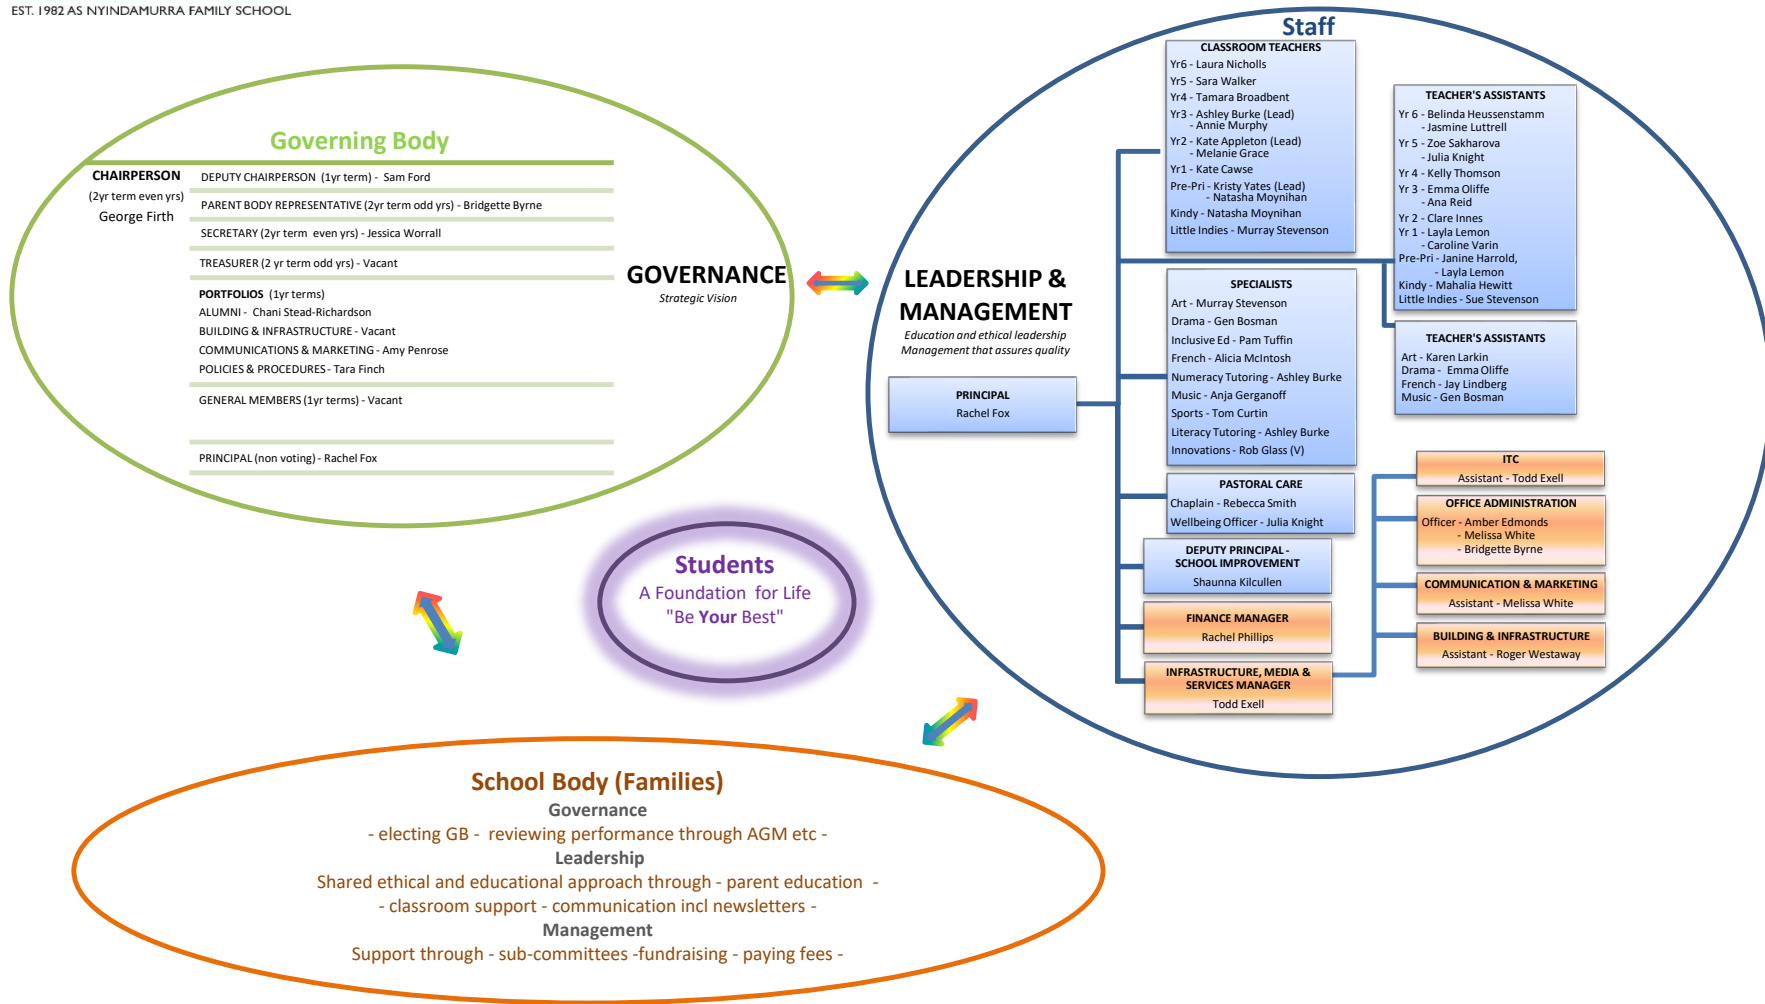 EST. 1982 AS NYINDAMURRA FAMILY SCHOOL
Governing Body
CHAIRPERSON
(2yr term even yrs)
George Firth
DEPUTY CHAIRPERSON (1yr term) - Sam Ford
PARENT BODY REPRESENTATIVE (2yr term odd yrs) - Bridgette Byrne
SECRETARY (2yr term even yrs) - Jessica Worrall
TREASURER (2 yr term odd yrs) - Vacant
PORTFOLIOS (1yr terms)
ALUMNI - Chani Stead-Richardson
BUILDING & INFRASTRUCTURE - Vacant
COMMUNICATIONS & MARKETING - Amy Penrose
POLICIES & PROCEDURES - Tara Finch
GENERAL MEMBERS (1yr terms) - Vacant
PRINCIPAL (non voting) - Rachel Fox
GOVERNANCE
Strategic Vision
Staff
LEADERSHIP &
MANAGEMENT
Education and ethical leadership
Management that assures quality
PRINCIPAL
Rachel Fox
CLASSROOM TEACHERS
Yr6 - Laura Nicholls
Yr5 - Sara Walker
Yr4 - Tamara Broadbent
Yr3 - Ashley Burke (Lead)
- Annie Murphy
Yr2 - Kate Appleton (Lead)
- Melanie Grace
Yr1 - Kate Cawse
Pre-Pri - Kristy Yates (Lead)
- Natasha Moynihan
Kindy - Natasha Moynihan
Little Indies - Murray Stevenson
TEACHER'S ASSISTANTS
Yr 6 - Belinda Heussenstamm
- Jasmine Luttrell
Yr 5 - Zoe Sakharova
- Julia Knight
Yr 4 - Kelly Thomson
Yr 3 - Emma Oliffe
- Ana Reid
Yr 2 - Clare Innes
Yr 1 - Layla Lemon
- Caroline Varin
Pre-Pri - Janine Harrold,
- Layla Lemon
Kindy - Mahalia Hewitt
Little Indies - Sue Stevenson
SPECIALISTS
Art - Murray Stevenson
Drama - Gen Bosman
Inclusive Ed - Pam Tuffin
French - Alicia McIntosh
Numeracy Tutoring - Ashley Burke
Music - Anja Gerganoff
Sports - Tom Curtin
Literacy Tutoring - Ashley Burke
Innovations - Rob Glass (V)
TEACHER'S ASSISTANTS
Art - Karen Larkin
Drama - Emma Oliffe
French - Jay Lindberg
Music - Gen Bosman
PASTORAL CARE
Chaplain - Rebecca Smith
Wellbeing Officer - Julia Knight
DEPUTY PRINCIPAL -
SCHOOL IMPROVEMENT
Shaunna Kilcullen
FINANCE MANAGER
Rachel Phillips
INFRASTRUCTURE, MEDIA &
SERVICES MANAGER
Todd Exell
ITC
Assistant - Todd Exell
OFFICE ADMINISTRATION
Officer - Amber Edmonds
- Melissa White
- Bridgette Byrne
COMMUNICATION & MARKETING
Assistant - Melissa White
BUILDING & INFRASTRUCTURE
Assistant - Roger Westaway
Students
A Foundation for Life
"Be Your Best"
School Body (Families)
Governance
- electing GB - reviewing performance through AGM etc -
Leadership
Shared ethical and educational approach through - parent education -
- classroom support - communication incl newsletters -
Management
Support through - sub-committees -fundraising - paying fees -